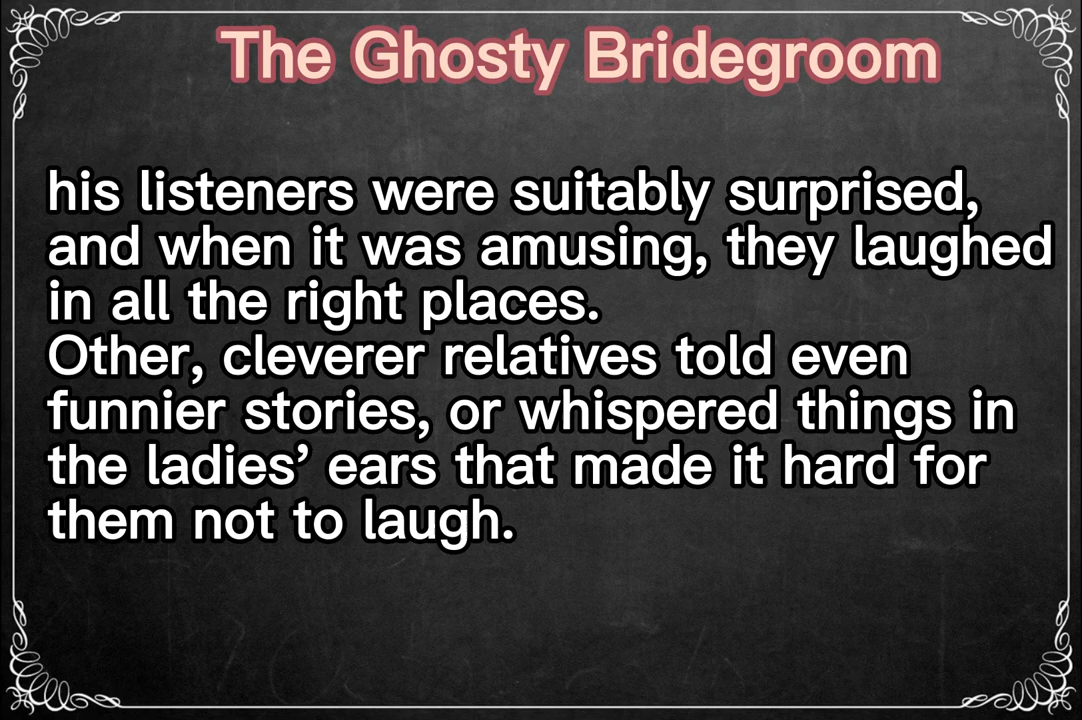 The Ghosty Bridegroom
his listeners were suitably surprised,
and when it was amusing, they laughed
in all the right places.
Other, cleverer relatives told even
funnier stories, or whispered things in
the ladies’ ears that made it hard for
them not to laugh.